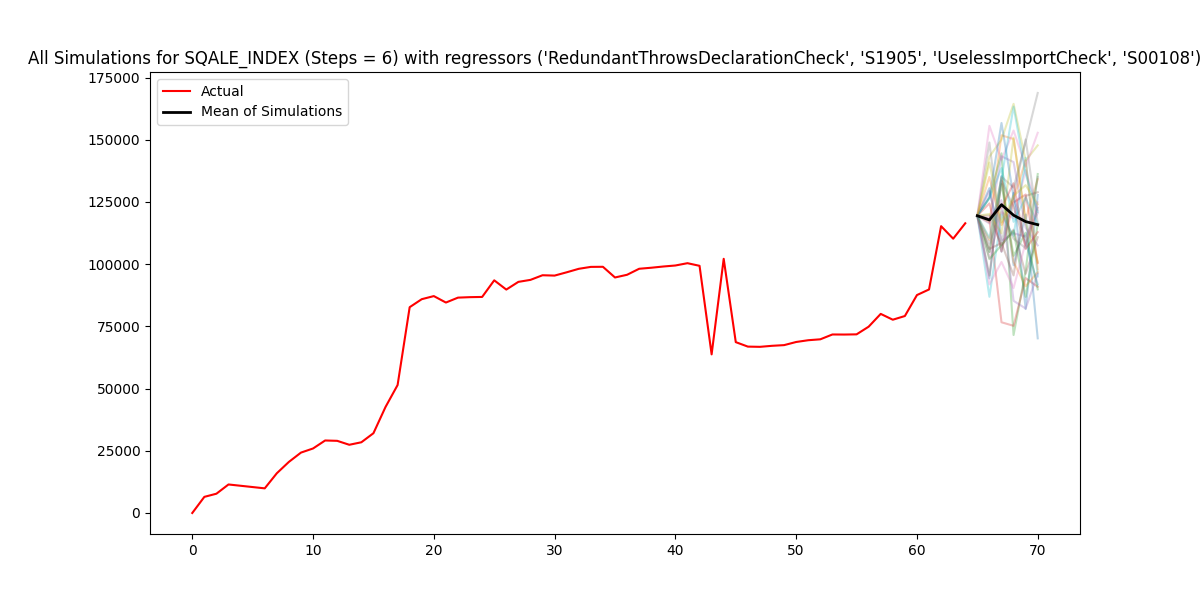 All Simulations for SQALE_INDEX (Steps = 6) with regressors ('RedundantThrowsDeclarationCheck', 'S1905', 'UselessImportCheck', 'S00108')
Actual
Mean of Simulations
175000
150000
125000
100000
75000
50000
25000
0
0 10 20 30 40 50 60 70